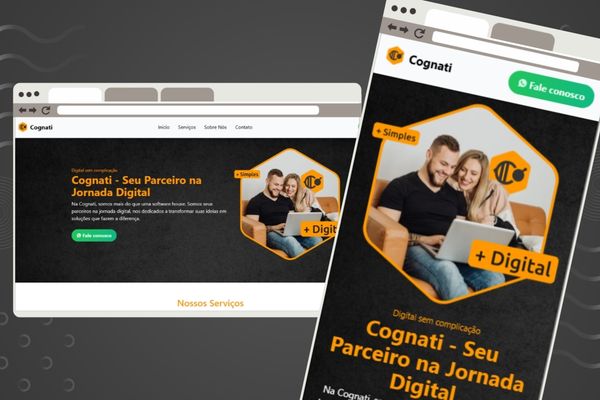 Cognati
Início
Serviços
Sobre Nós
Contato
Digital sem complicação
Cognati - Seu Parceiro na
Jornada Digital
Na Cognati, somos mais do que uma software house. Somos seus
parceiros na jornada digital, nos dedicados a transformar suas ideias em
soluções que fazem a diferença.
Fale conosco
+ Simples
+ Digital
Nossos Serviços
Cognati
Fale conosco
+ Simples
+ Digital
Digital sem complicação
Cognati - Seu
Parceiro na Jornada
Digital
Na Cognati,